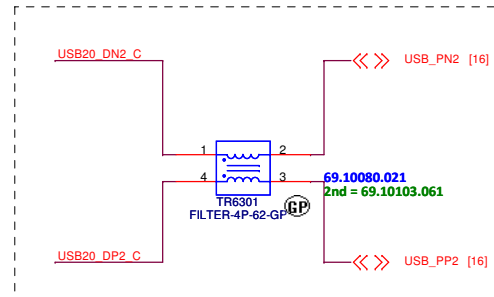 USB20_DN2_C
USB_PN2 [16]
1
2
4
3
69.10080.021
2nd = 69.10103.061
TR6301
FILTER-4P-62-GP
GP
USB20_DP2_C
USB_PP2 [16]